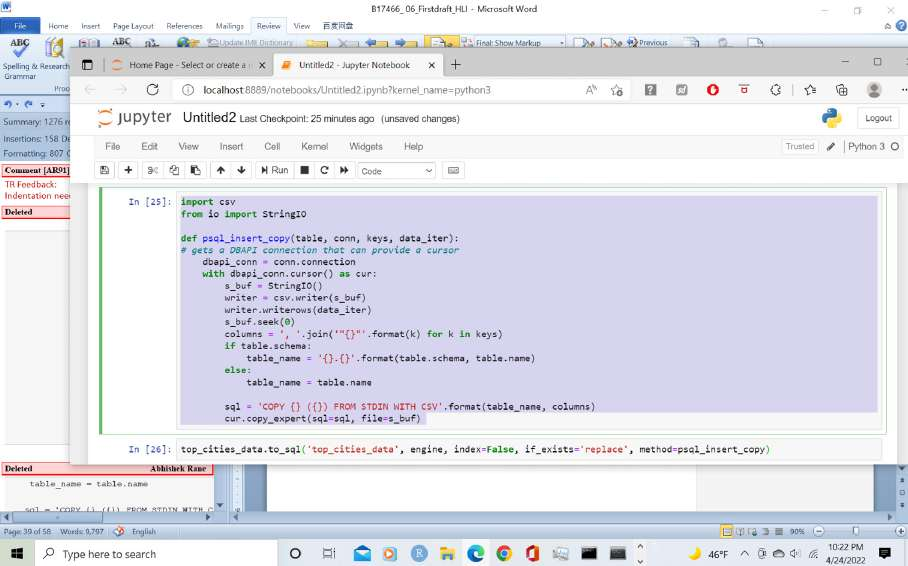 B17466_06_Firstdraft_HLI - Microsoft Word
File Home Insert Page Layout References Mailings Review View 百度网盘
ABC ABC Update IME Dictionary Final: Show Markup Previous
Spelling & Research
Grammar
Home Page - Select or create a Untitled2 - Jupyter Notebook
localhost:8889/notebooks/Untitled2.ipynb?kernel_name=python3
jupyter Untitled2 Last Checkpoint: 25 minutes ago (unsaved changes)
Logout
File Edit View Insert Cell Kernel Widgets Help
Trusted Python 3
Run Code
Summary: 1276 re
Insertions: 158 De
Formatting: 807
Comment [AR91]
TR Feedback:
Indentation nee
Deleted
In [25]: import csv
from io import StringIO
def psql_insert_copy(table, conn, keys, data_iter):
# gets a DBAPI connection that can provide a cursor
dbapi_conn = conn.connection
with dbapi_conn.cursor() as cur:
s_buf = StringIO()
writer = csv.writer(s_buf)
writer.writerows(data_iter)
s_buf.seek(0)
columns = ', '.join('"{}"'.format(k) for k in keys)
if table.schema:
table_name = '{}.{}'.format(table.schema, table.name)
else:
table_name = table.name
sql = 'COPY {} ({}) FROM STDIN WITH CSV'.format(table_name, columns)
cur.copy_expert(sql=sql, file=s_buf)
In [26]: top_cities_data.to_sql('top_cities_data', engine, index=False, if_exists='replace', method=psql_insert_copy)
Deleted Abhishek Rane
table_name = table.name
sql = 'COPY {} ({}) FROM STDIN WITH C
Page: 39 of 58 Words: 9,797 English 90%
Type here to search
46°F
10:22 PM
4/24/2022